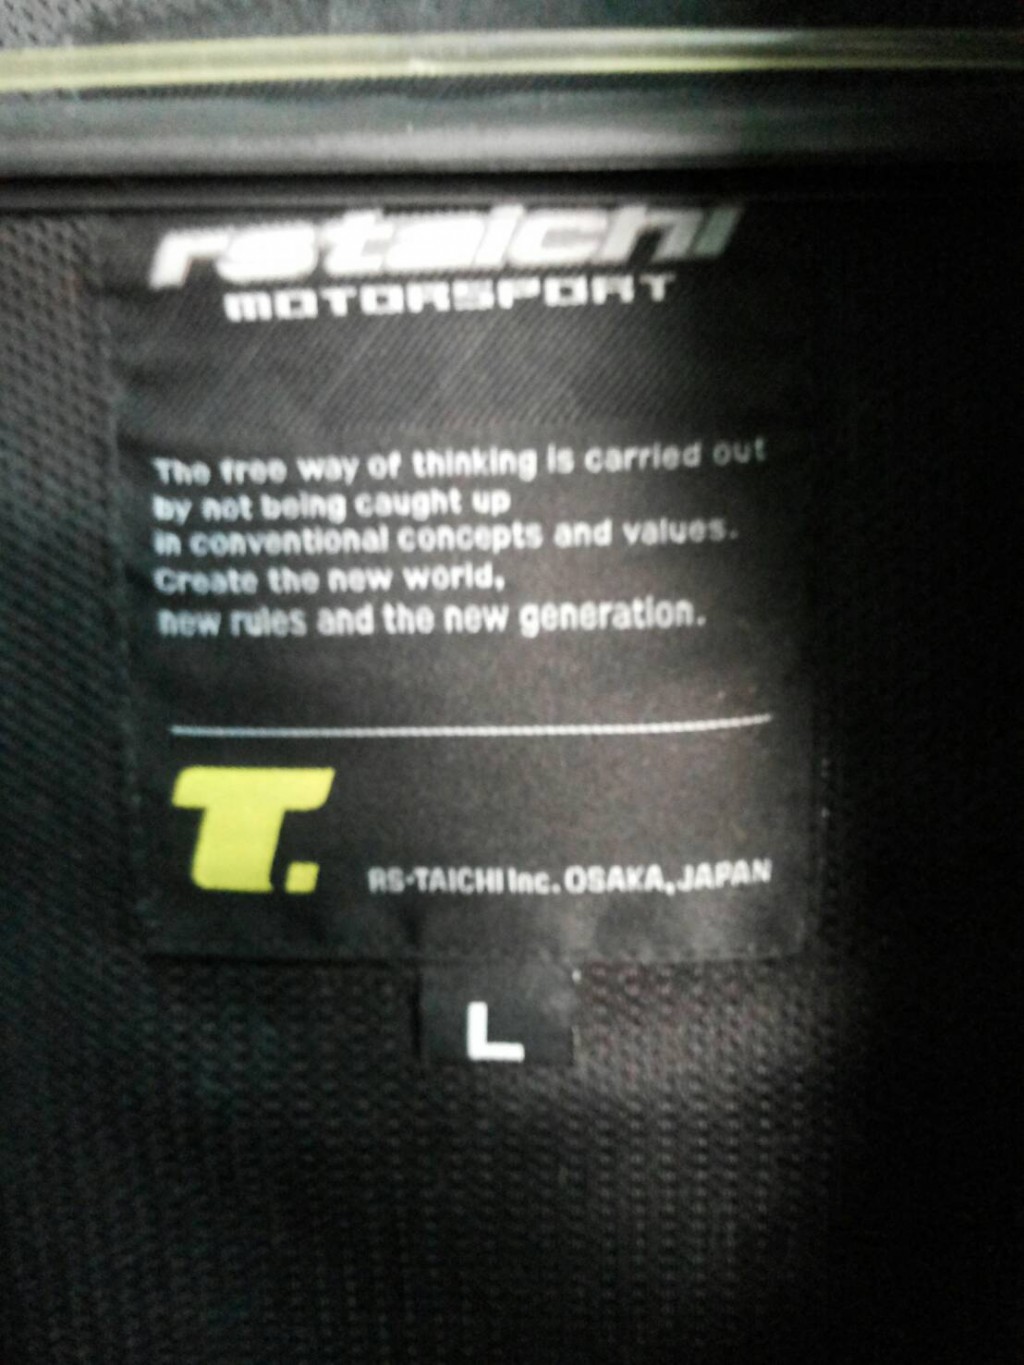 rstaichi
MOTORSPORT
The free way of thinking is carried out
by not being caught up
in conventional concepts and values.
Create the new world,
new rules and the new generation.
T.
RS-TAICHI Inc. OSAKA, JAPAN
L